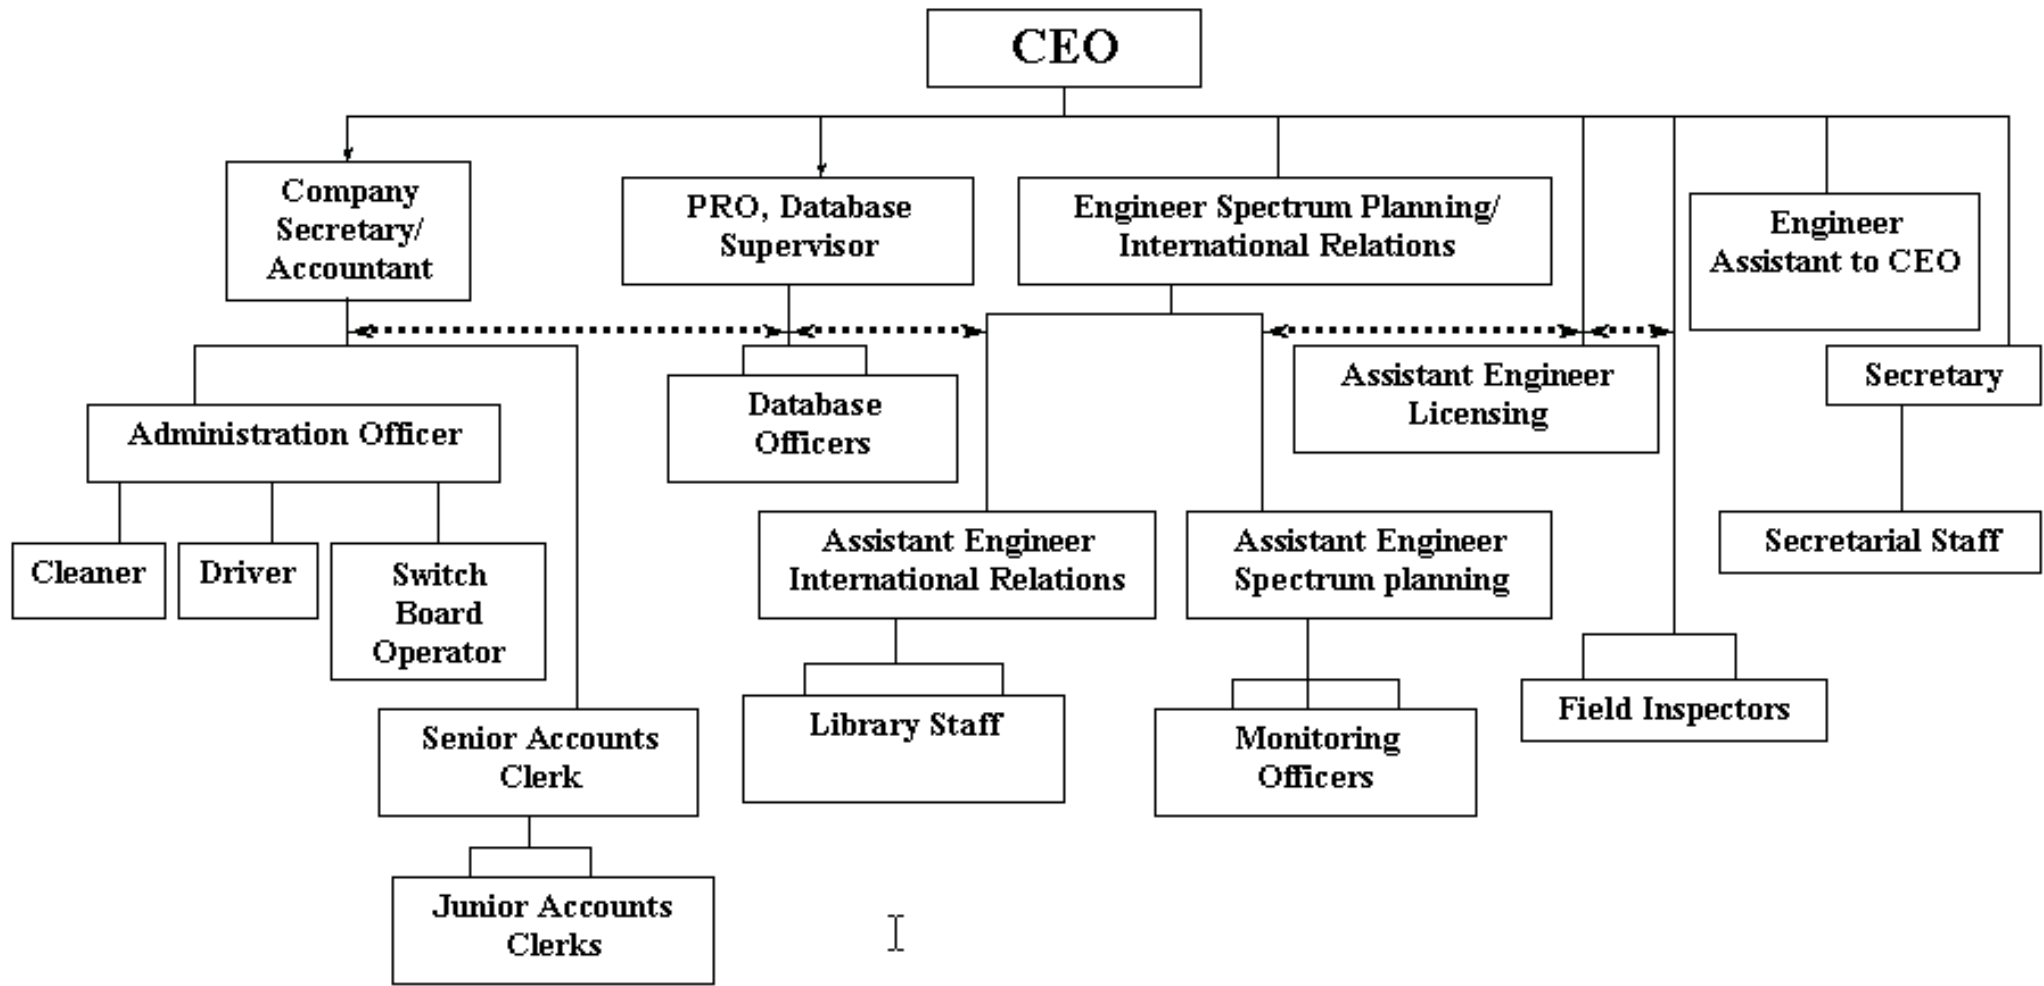 CEO
Company
Secretary/
Accountant
PRO, Database
Supervisor
Engineer Spectrum Planning/
International Relations
Engineer
Assistant to CEO
Assistant Engineer
Licensing
Secretary
Administration Officer
Database
Officers
Assistant Engineer
International Relations
Assistant Engineer
Spectrum planning
Secretarial Staff
Cleaner
Driver
Switch
Board
Operator
Senior Accounts
Clerk
Library Staff
Monitoring
Officers
Field Inspectors
Junior Accounts
Clerks